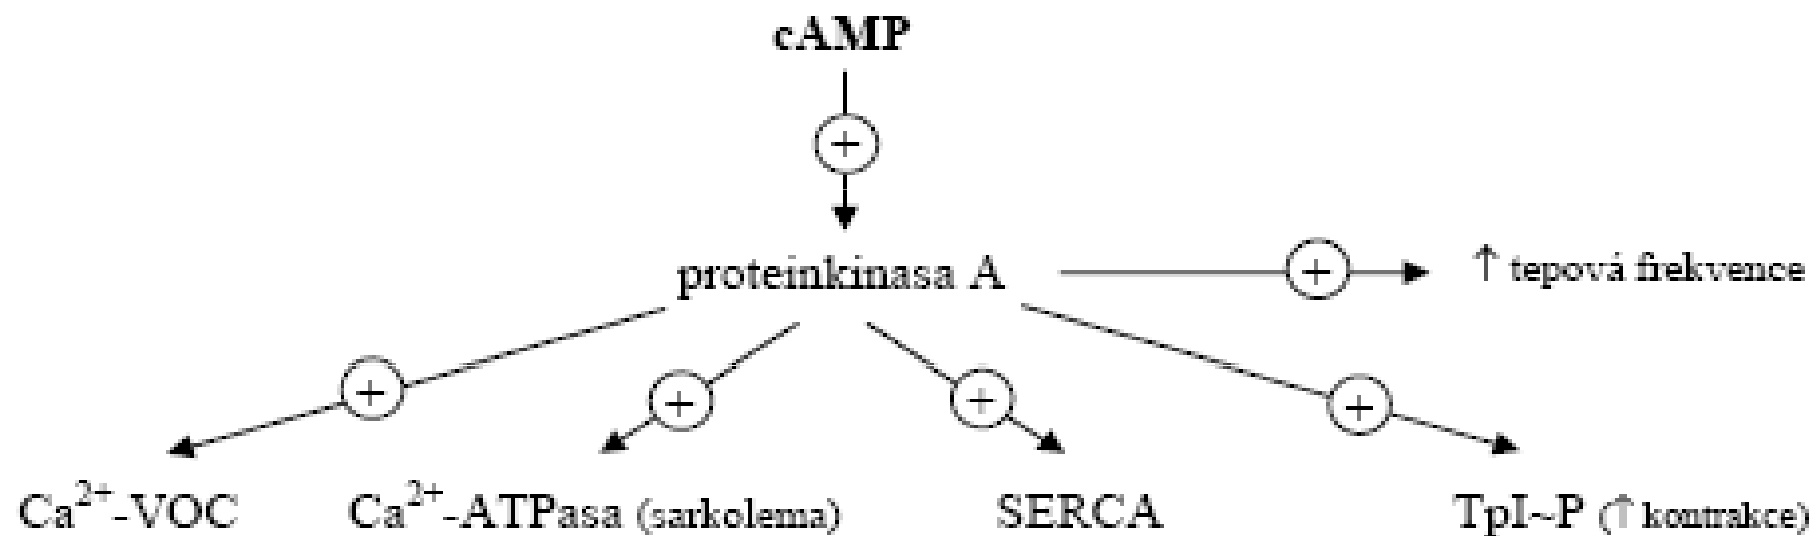 cAMP
+
proteinkinasa A + ↑ tepová frekvence
+ + + +
Ca²⁺-VOC Ca²⁺-ATPasa (sarkolema) SERCA TpI~P (↑ kontrakce)